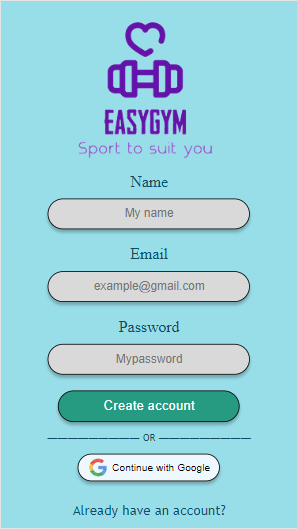 EASYGYM
Sport to suit you
Name
My name
Email
example@gmail.com
Password
Mypassword
Create account
OR
Continue with Google
Already have an account?